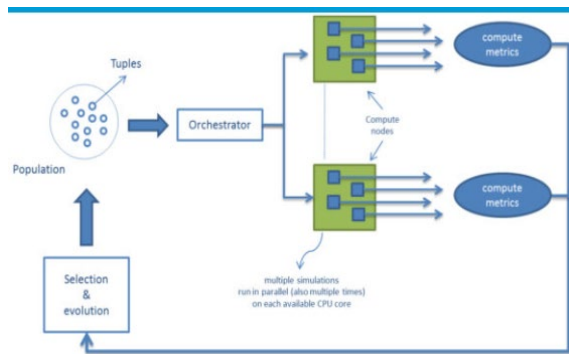 Tuples
Population
Orchestrator
Compute
nodes
compute
metrics
compute
metrics
Selection
&
evolution
multiple simulations
run in parallel (also multiple times)
on each available CPU core